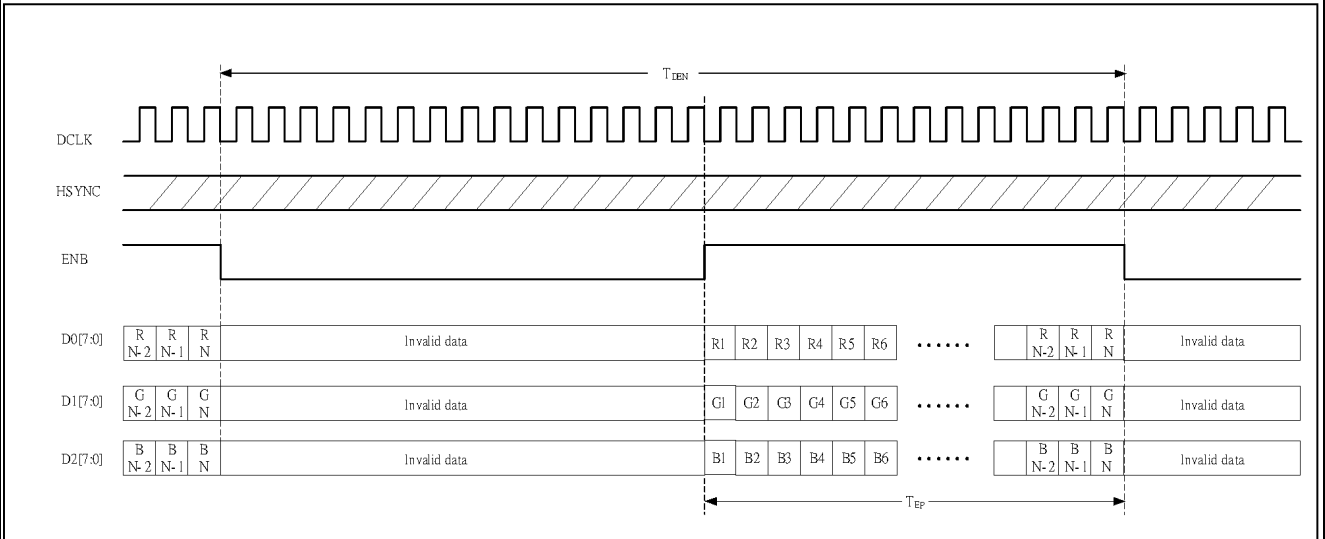 TDEN
DCLK
HSYNC
ENB
D0[7:0] R N-2 R N-1 R N Invalid data R1 R2 R3 R4 R5 R6 ...... R N-2 R N-1 R N Invalid data
D1[7:0] G N-2 G N-1 G N Invalid data G1 G2 G3 G4 G5 G6 ...... G N-2 G N-1 G N Invalid data
D2[7:0] B N-2 B N-1 B N Invalid data B1 B2 B3 B4 B5 B6 ...... B N-2 B N-1 B N Invalid data
TEP